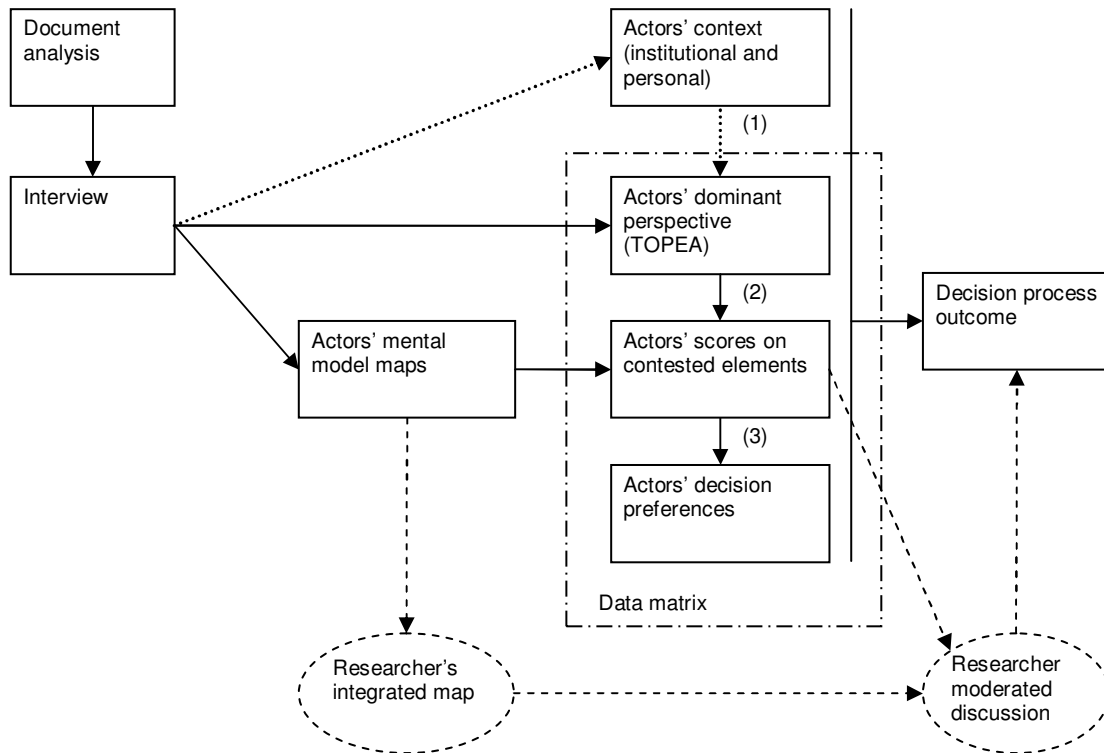 Document
analysis
Actors’ context
(institutional and
personal)
(1)
Interview
Actors’ dominant
perspective
(TOPEA)
(2)
Decision process
outcome
Actors’ mental
model maps
Actors’ scores on
contested elements
(3)
Actors’ decision
preferences
Data matrix
Researcher’s
integrated map
Researcher
moderated
discussion